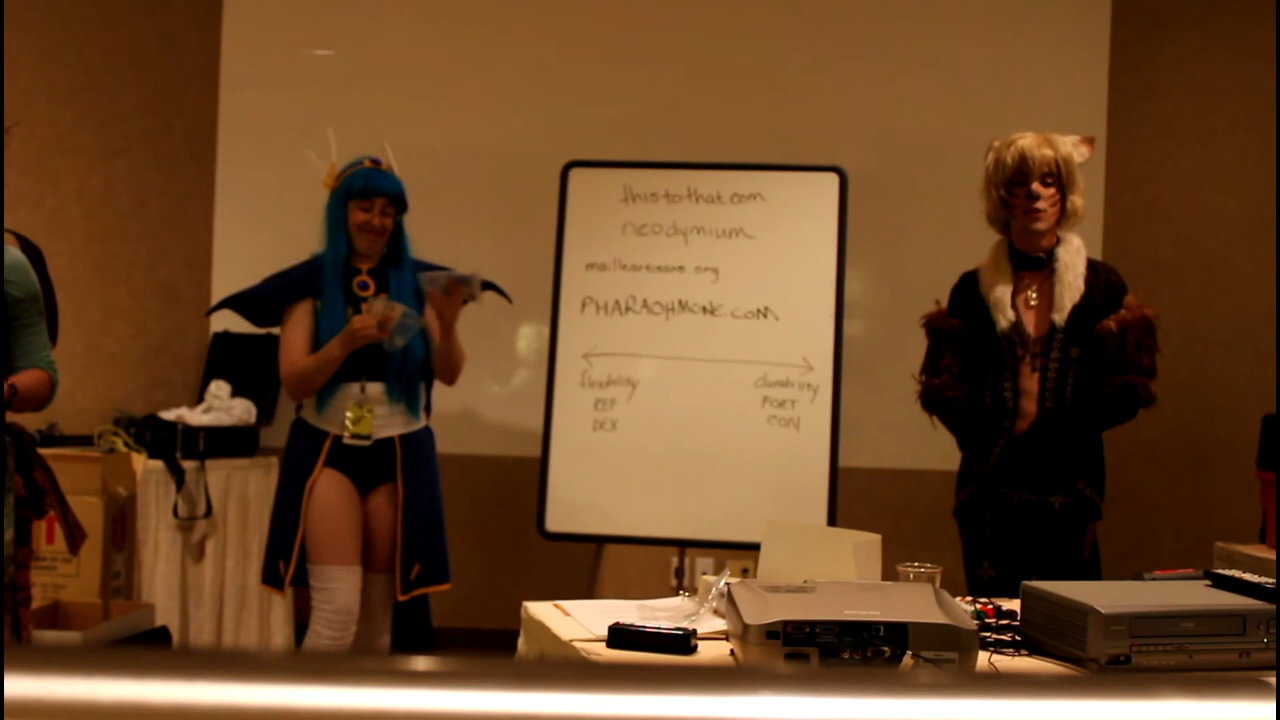 thistothat.com
neodymium
mailleartisans.org
PHARAOHMONE.COM
flexibility durability
REF FORT
DEX CON